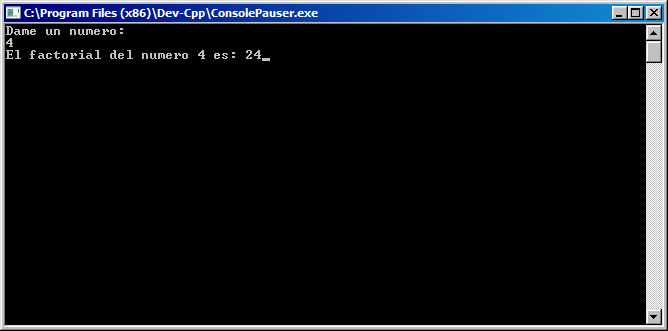 C:\Program Files (x86)\Dev-Cpp\ConsolePauser.exe
Dame un numero:
4
El factorial del numero 4 es: 24